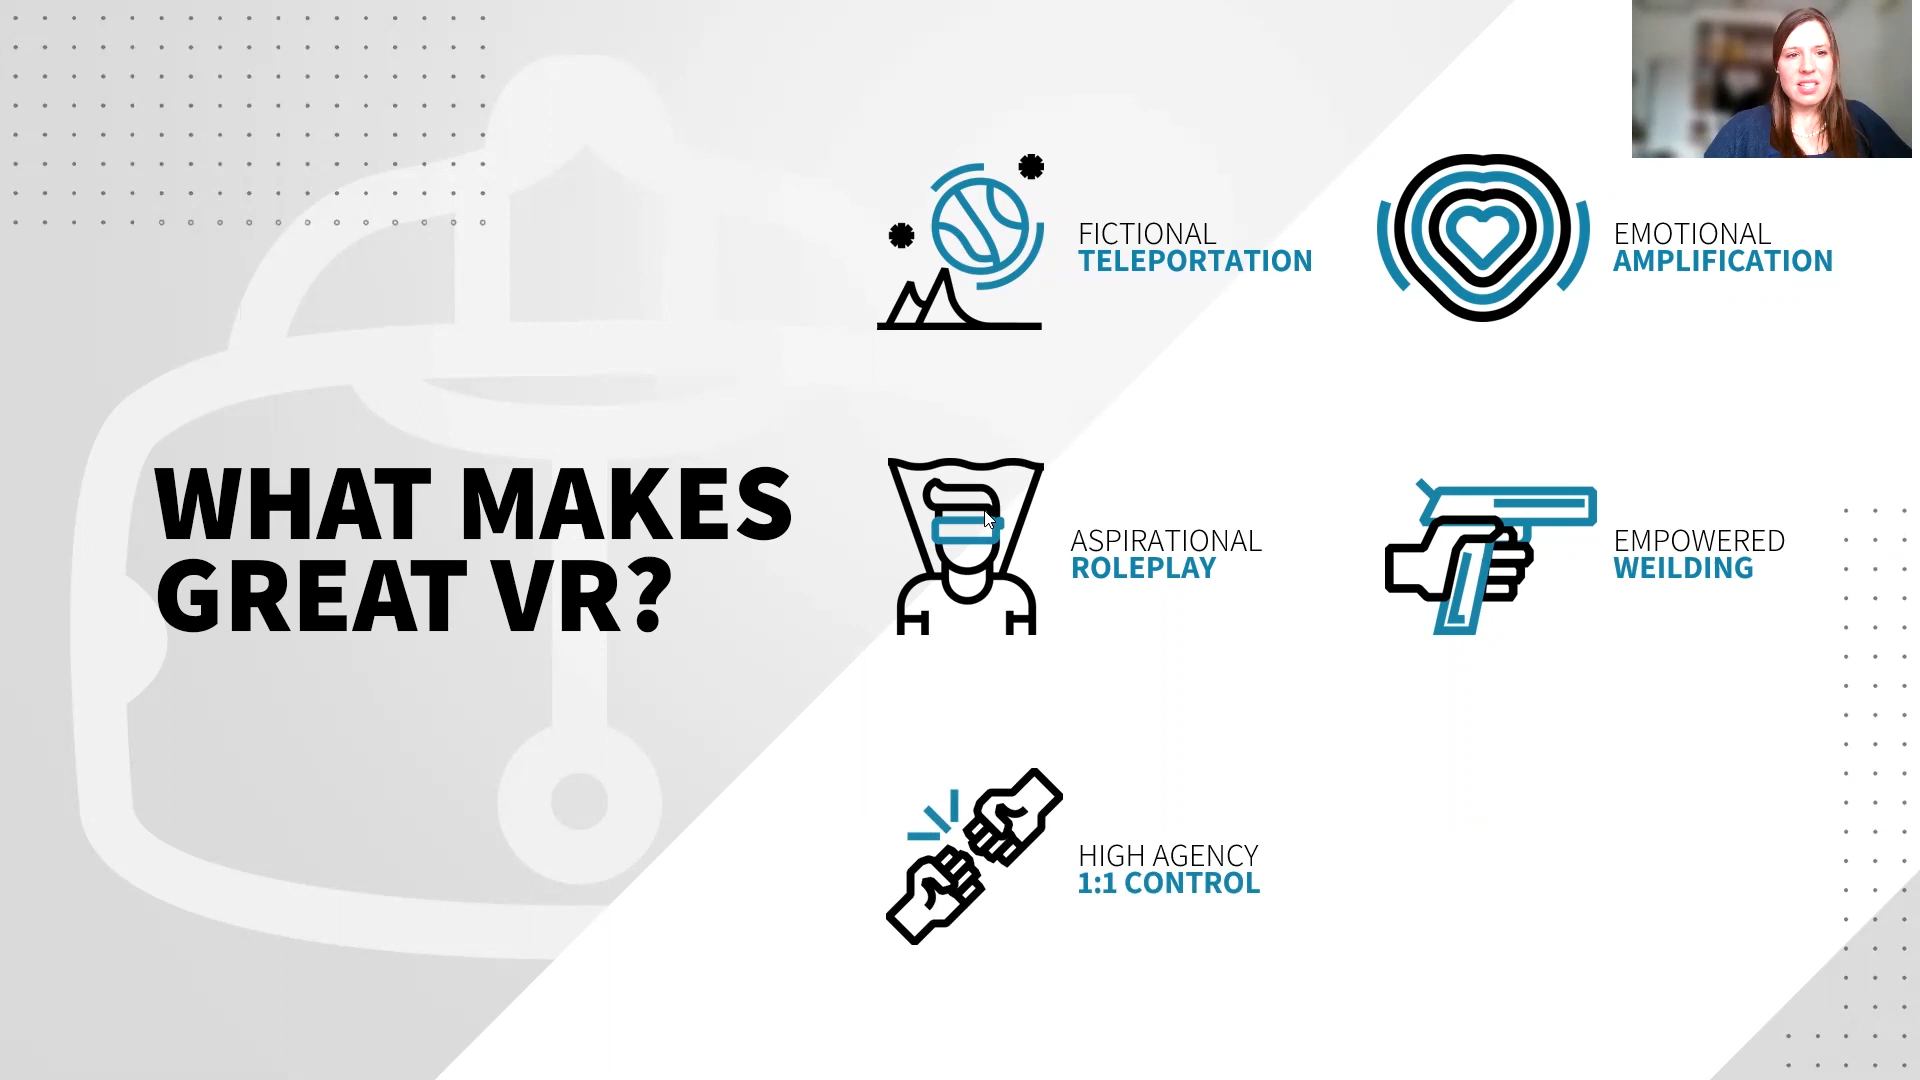 WHAT MAKES
GREAT VR?
FICTIONAL
TELEPORTATION
EMOTIONAL
AMPLIFICATION
ASPIRATIONAL
ROLEPLAY
EMPOWERED
WEILDING
HIGH AGENCY
1:1 CONTROL